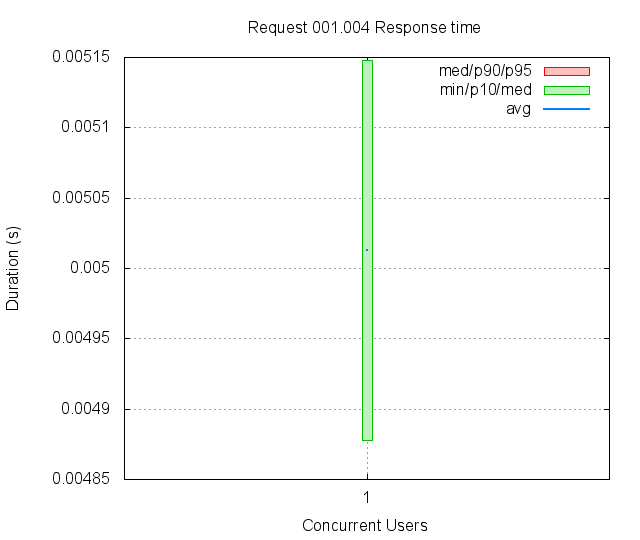 Request 001.004 Response time
0.00515
0.0051
0.00505
0.005
0.00495
0.0049
0.00485
Duration (s)
med/p90/p95
min/p10/med
avg
1
Concurrent Users